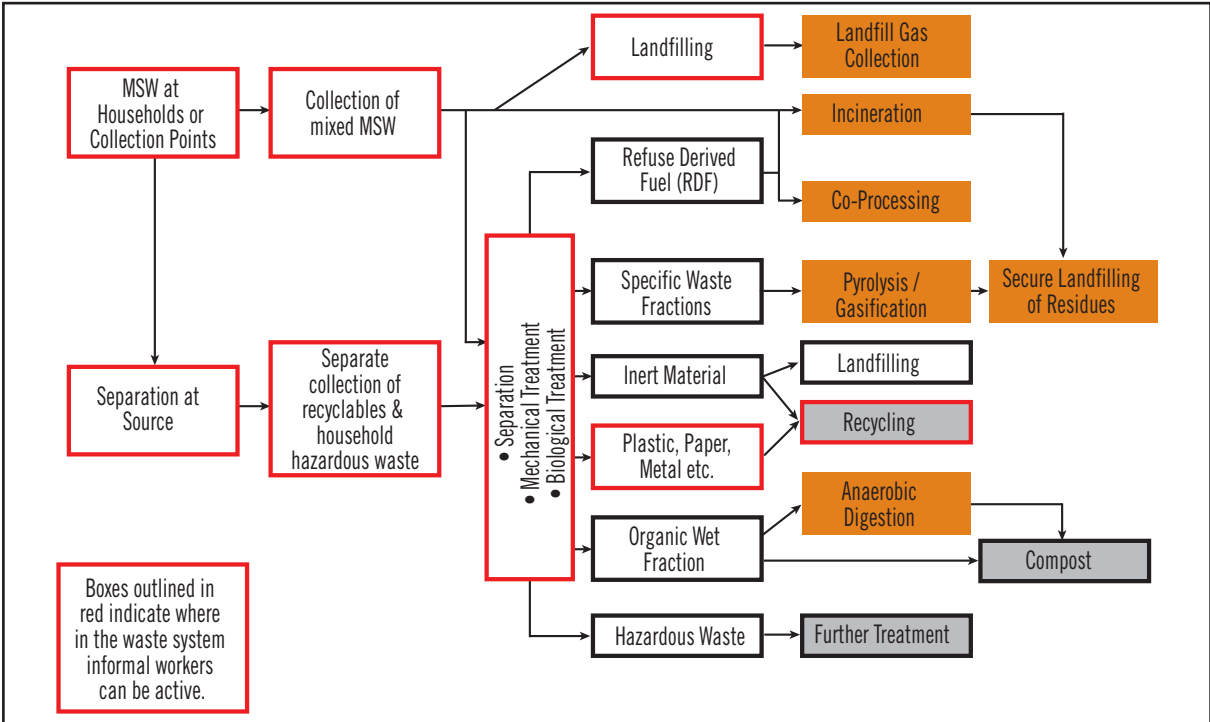 MSW at
Households or
Collection Points
Collection of
mixed MSW
Landfilling
Landfill Gas
Collection
Incineration
Refuse Derived
Fuel (RDF)
Co-Processing
• Separation
• Mechanical Treatment
• Biological Treatment
Specific Waste
Fractions
Pyrolysis /
Gasification
Secure Landfilling
of Residues
Separation at
Source
Separate
collection of
recyclables &
household
hazardous waste
Inert Material
Landfilling
Recycling
Plastic, Paper,
Metal etc.
Anaerobic
Digestion
Organic Wet
Fraction
Compost
Hazardous Waste
Further Treatment
Boxes outlined in
red indicate where
in the waste system
informal workers
can be active.